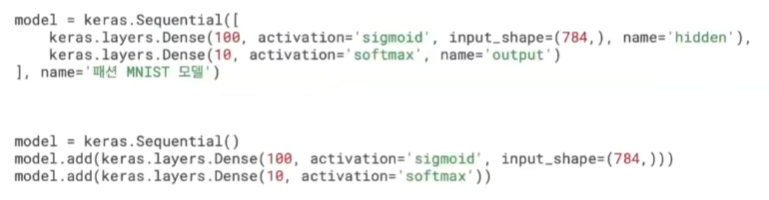 model = keras.Sequential([
    keras.layers.Dense(100, activation='sigmoid', input_shape=(784,), name='hidden'),
    keras.layers.Dense(10, activation='softmax', name='output')
], name='패션 MNIST 모델')
model = keras.Sequential()
model.add(keras.layers.Dense(100, activation='sigmoid', input_shape=(784,)))
model.add(keras.layers.Dense(10, activation='softmax'))